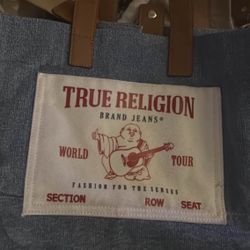 TRUE RELIGION
BRAND JEANS®
WORLD TOUR
FASHION FOR THE SENSES
SECTION ROW SEAT